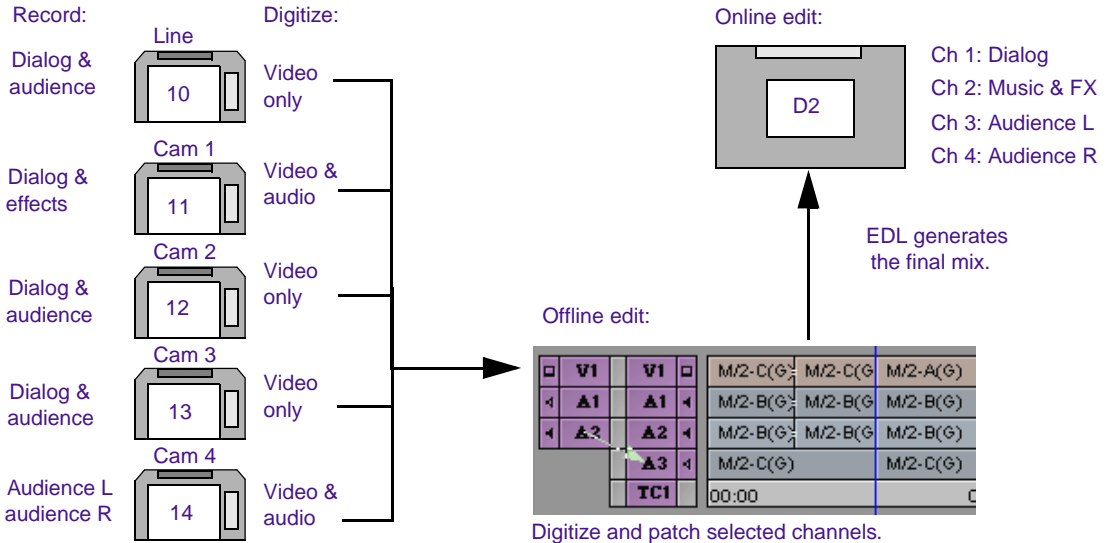 Record:
Digitize:
Line
Dialog &
audience
10
Video
only
Cam 1
Dialog &
effects
11
Video &
audio
Cam 2
Dialog &
audience
12
Video
only
Cam 3
Dialog &
audience
13
Video
only
Cam 4
Audience L
audience R
14
Video &
audio
Online edit:
D2
Ch 1: Dialog
Ch 2: Music & FX
Ch 3: Audience L
Ch 4: Audience R
EDL generates
the final mix.
Offline edit:
V1 V1 M/2-C(G) M/2-C(G M/2-A(G)
A1 A1 M/2-B(G) M/2-B(G M/2-B(G)
A2 A2 M/2-B(G) M/2-B(G M/2-B(G)
A3 M/2-C(G) M/2-C(G)
TC1 00:00
Digitize and patch selected channels.